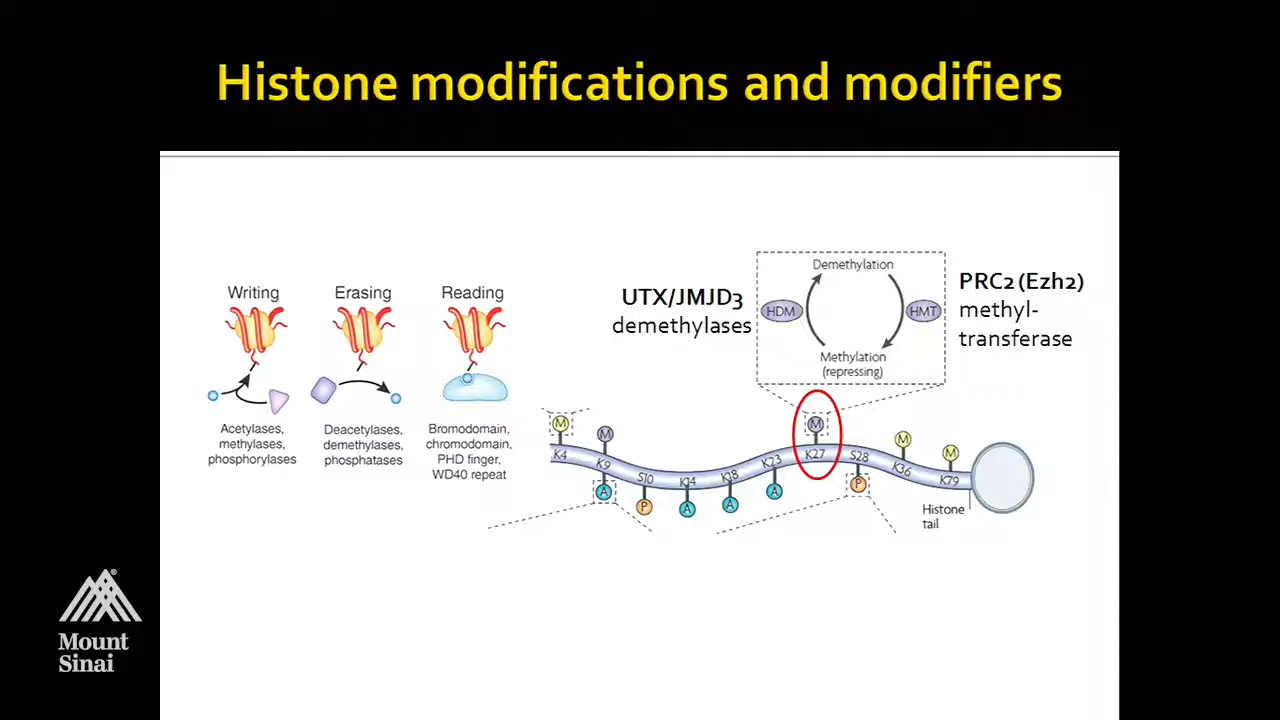 Histone modifications and modifiers
Writing
Erasing
Reading
Acetylases,
methylases,
phosphorylases
Deacetylases,
demethylases,
phosphatases
Bromodomain,
chromodomain,
PHD finger,
WD40 repeat
UTX/JMJD3
demethylases
Demethylation
HDM
HMT
Methylation
(repressing)
PRC2 (Ezh2)
methyl-
transferase
M
M
M
M
M
K4
K9
S10
K14
K18
K23
K27
S28
K36
K79
A
P
A
A
A
P
Histone
tail
Mount
Sinai
®